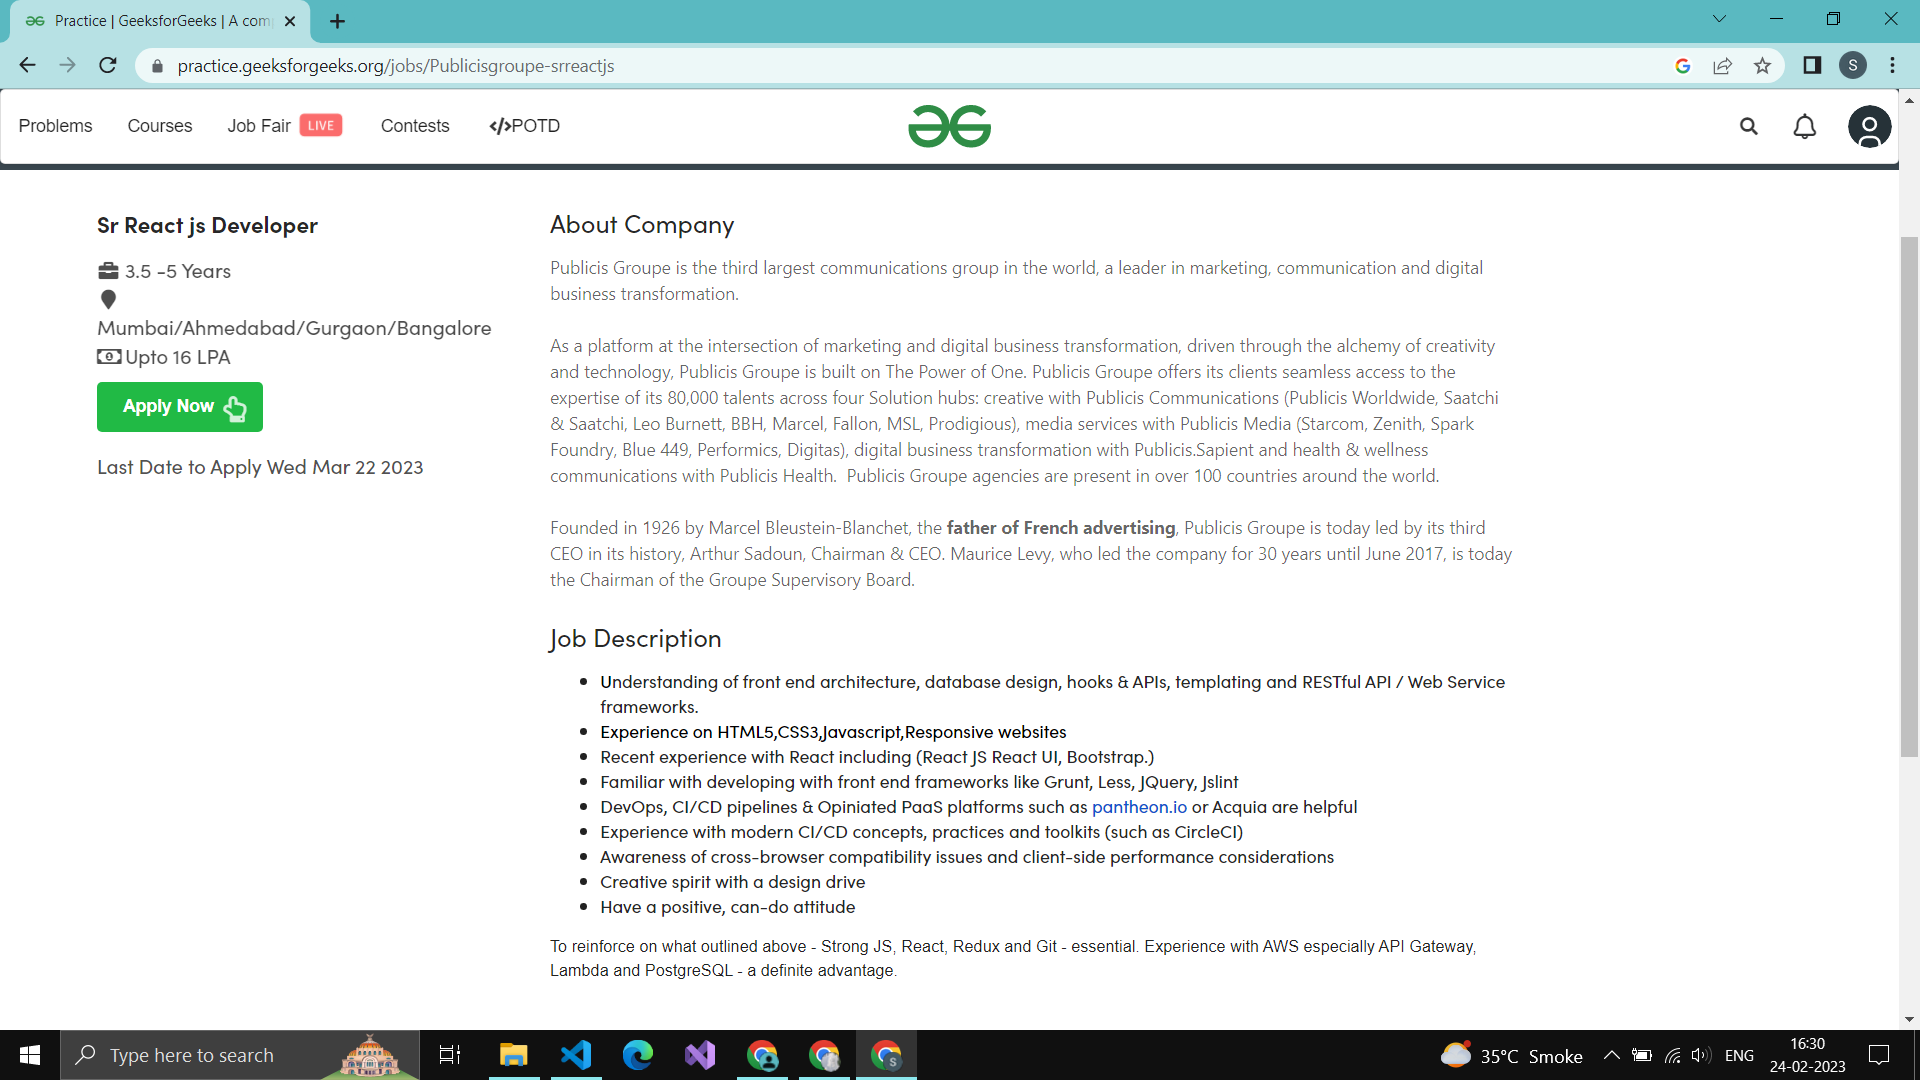 Practice | GeeksforGeeks | A com
practice.geeksforgeeks.org/jobs/Publicisgroupe-srreactjs
S
Problems
Courses
Job Fair LIVE
Contests
</>POTD
Sr React js Developer
3.5 -5 Years
Mumbai/Ahmedabad/Gurgaon/Bangalore
Upto 16 LPA
Apply Now
Last Date to Apply Wed Mar 22 2023
About Company
Publicis Groupe is the third largest communications group in the world, a leader in marketing, communication and digital
business transformation.
As a platform at the intersection of marketing and digital business transformation, driven through the alchemy of creativity
and technology, Publicis Groupe is built on The Power of One. Publicis Groupe offers its clients seamless access to the
expertise of its 80,000 talents across four Solution hubs: creative with Publicis Communications (Publicis Worldwide, Saatchi
& Saatchi, Leo Burnett, BBH, Marcel, Fallon, MSL, Prodigious), media services with Publicis Media (Starcom, Zenith, Spark
Foundry, Blue 449, Performics, Digitas), digital business transformation with Publicis.Sapient and health & wellness
communications with Publicis Health.  Publicis Groupe agencies are present in over 100 countries around the world.
Founded in 1926 by Marcel Bleustein-Blanchet, the father of French advertising, Publicis Groupe is today led by its third
CEO in its history, Arthur Sadoun, Chairman & CEO. Maurice Levy, who led the company for 30 years until June 2017, is today
the Chairman of the Groupe Supervisory Board.
Job Description
Understanding of front end architecture, database design, hooks & APIs, templating and RESTful API / Web Service
frameworks.
Experience on HTML5,CSS3,Javascript,Responsive websites
Recent experience with React including (React JS React UI, Bootstrap.)
Familiar with developing with front end frameworks like Grunt, Less, JQuery, Jslint
DevOps, CI/CD pipelines & Opiniated PaaS platforms such as pantheon.io or Acquia are helpful
Experience with modern CI/CD concepts, practices and toolkits (such as CircleCI)
Awareness of cross-browser compatibility issues and client-side performance considerations
Creative spirit with a design drive
Have a positive, can-do attitude
To reinforce on what outlined above - Strong JS, React, Redux and Git - essential. Experience with AWS especially API Gateway,
Lambda and PostgreSQL - a definite advantage.
Type here to search
S
35°C Smoke
ENG
16:30
24-02-2023